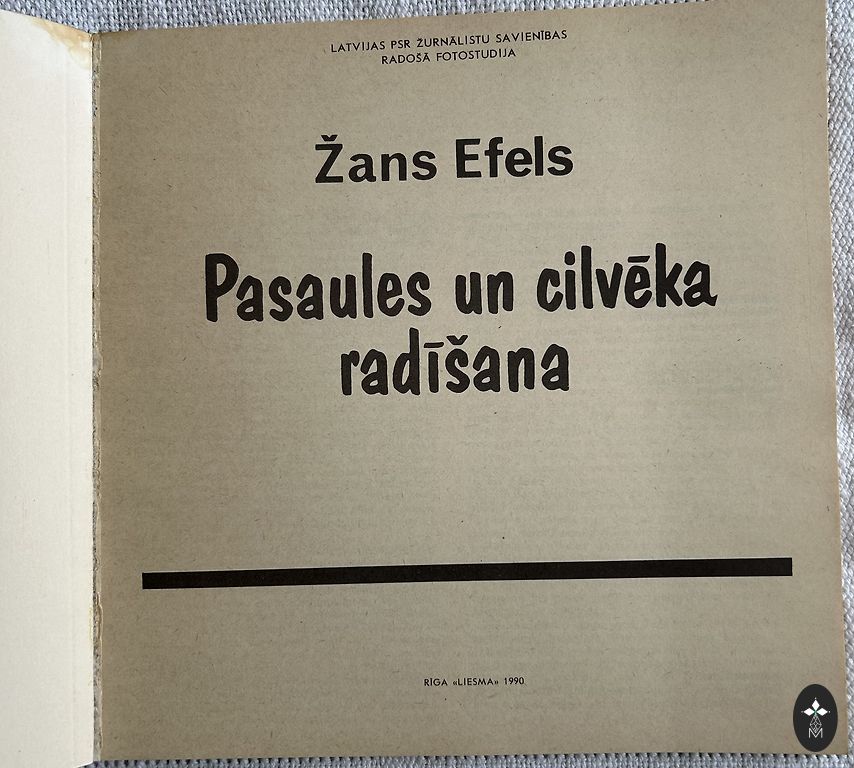 LATVIJAS PSR ŽURNĀLISTU SAVIENĪBAS
RADOŠĀ FOTOSTUDIJA
Žans Efels
Pasaules un cilvēka
radīšana
RĪGA «LIESMA» 1990
M